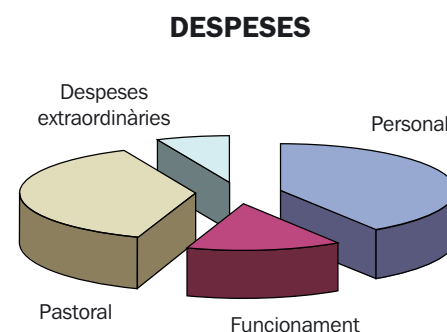 DESPESES
Despeses
extraordinàries
Personal
Pastoral
Funcionament